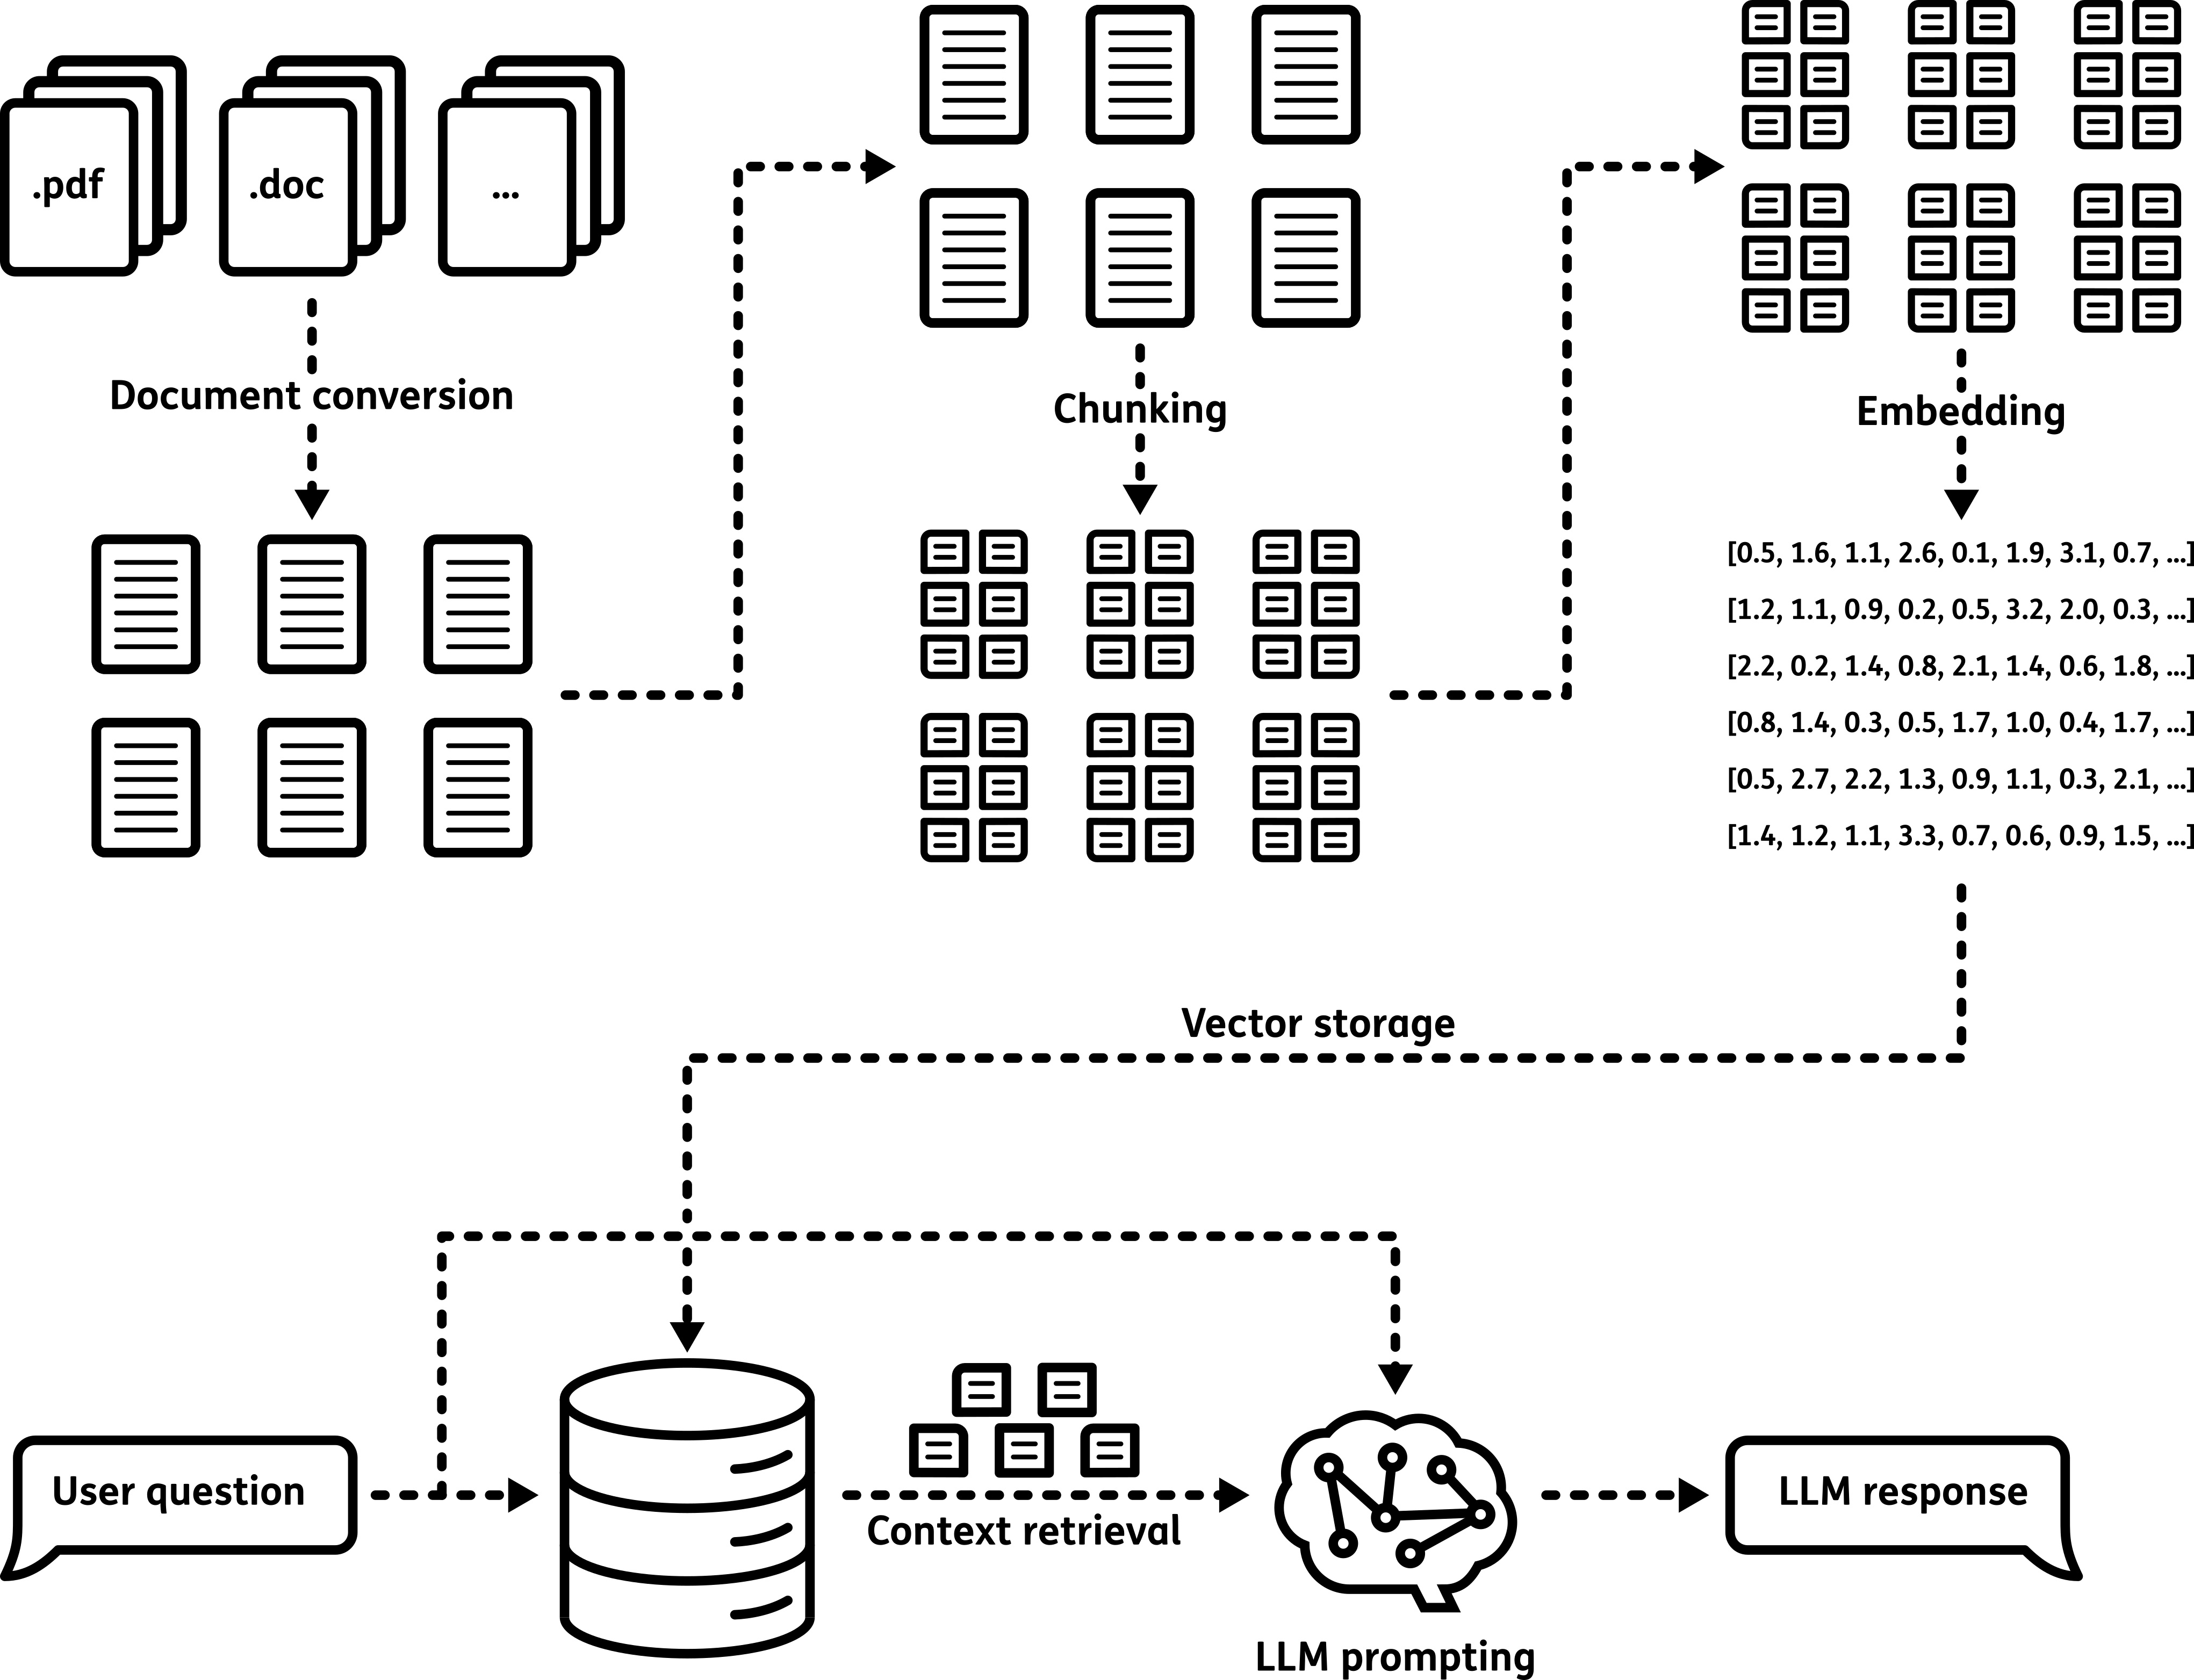 .pdf
.doc
...
Document conversion
Chunking
Embedding
[0.5, 1.6, 1.1, 2.6, 0.1, 1.9, 3.1, 0.7, ...]
[1.2, 1.1, 0.9, 0.2, 0.5, 3.2, 2.0, 0.3, ...]
[2.2, 0.2, 1.4, 0.8, 2.1, 1.4, 0.6, 1.8, ...]
[0.8, 1.4, 0.3, 0.5, 1.7, 1.0, 0.4, 1.7, ...]
[0.5, 2.7, 2.2, 1.3, 0.9, 1.1, 0.3, 2.1, ...]
[1.4, 1.2, 1.1, 3.3, 0.7, 0.6, 0.9, 1.5, ...]
Vector storage
User question
Context retrieval
LLM prompting
LLM response